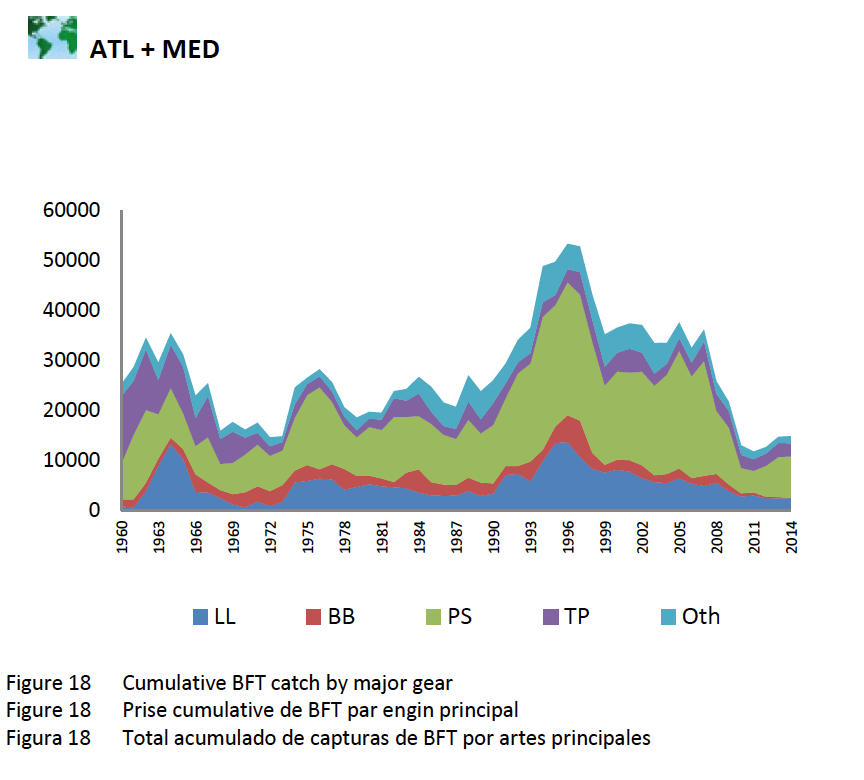 ATL + MED
60000
50000
40000
30000
20000
10000
0
1960 1963 1966 1969 1972 1975 1978 1981 1984 1987 1990 1993 1996 1999 2002 2005 2008 2011 2014
LL BB PS TP Oth
Figure 18 Cumulative BFT catch by major gear
Figure 18 Prise cumulative de BFT par engin principal
Figura 18 Total acumulado de capturas de BFT por artes principales